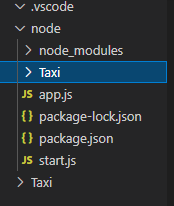 .vscode
node
node_modules
Taxi
JS app.js
{} package-lock.json
{} package.json
JS start.js
Taxi